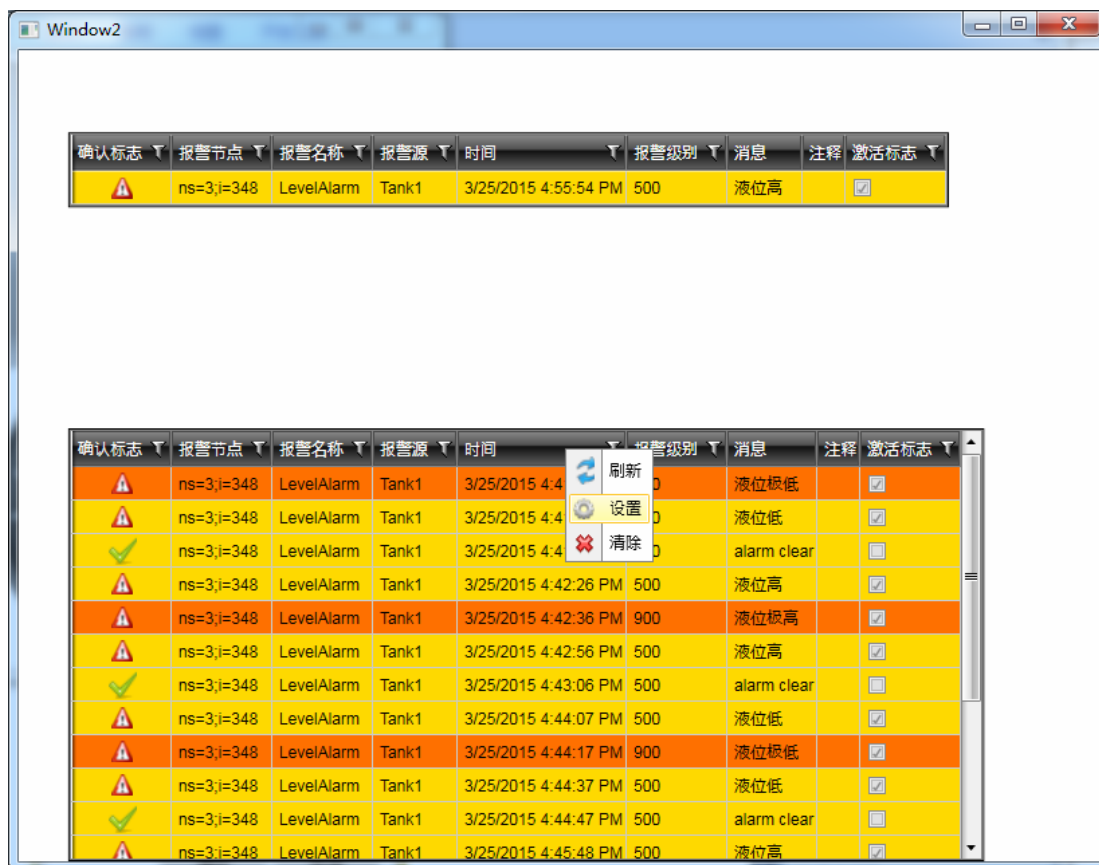 Window2
确认标志 报警节点 报警名称 报警源 时间 报警级别 消息 注释 激活标志
ns=3;i=348 LevelAlarm Tank1 3/25/2015 4:55:54 PM 500 液位高
确认标志 报警节点 报警名称 报警源 时间 报警级别 消息 注释 激活标志
ns=3;i=348 LevelAlarm Tank1 3/25/2015 液位极低
刷新
ns=3;i=348 LevelAlarm Tank1 3/25/2015 液位低
设置
ns=3;i=348 LevelAlarm Tank1 3/25/2015 alarm clear
清除
ns=3;i=348 LevelAlarm Tank1 3/25/2015 4:42:26 PM 500 液位高
ns=3;i=348 LevelAlarm Tank1 3/25/2015 4:42:36 PM 900 液位极高
ns=3;i=348 LevelAlarm Tank1 3/25/2015 4:42:56 PM 500 液位高
ns=3;i=348 LevelAlarm Tank1 3/25/2015 4:43:06 PM 500 alarm clear
ns=3;i=348 LevelAlarm Tank1 3/25/2015 4:44:07 PM 500 液位低
ns=3;i=348 LevelAlarm Tank1 3/25/2015 4:44:17 PM 900 液位极低
ns=3;i=348 LevelAlarm Tank1 3/25/2015 4:44:37 PM 500 液位低
ns=3;i=348 LevelAlarm Tank1 3/25/2015 4:44:47 PM 500 alarm clear
ns=3;i=348 LevelAlarm Tank1 3/25/2015 4:45:48 PM 500 液位高